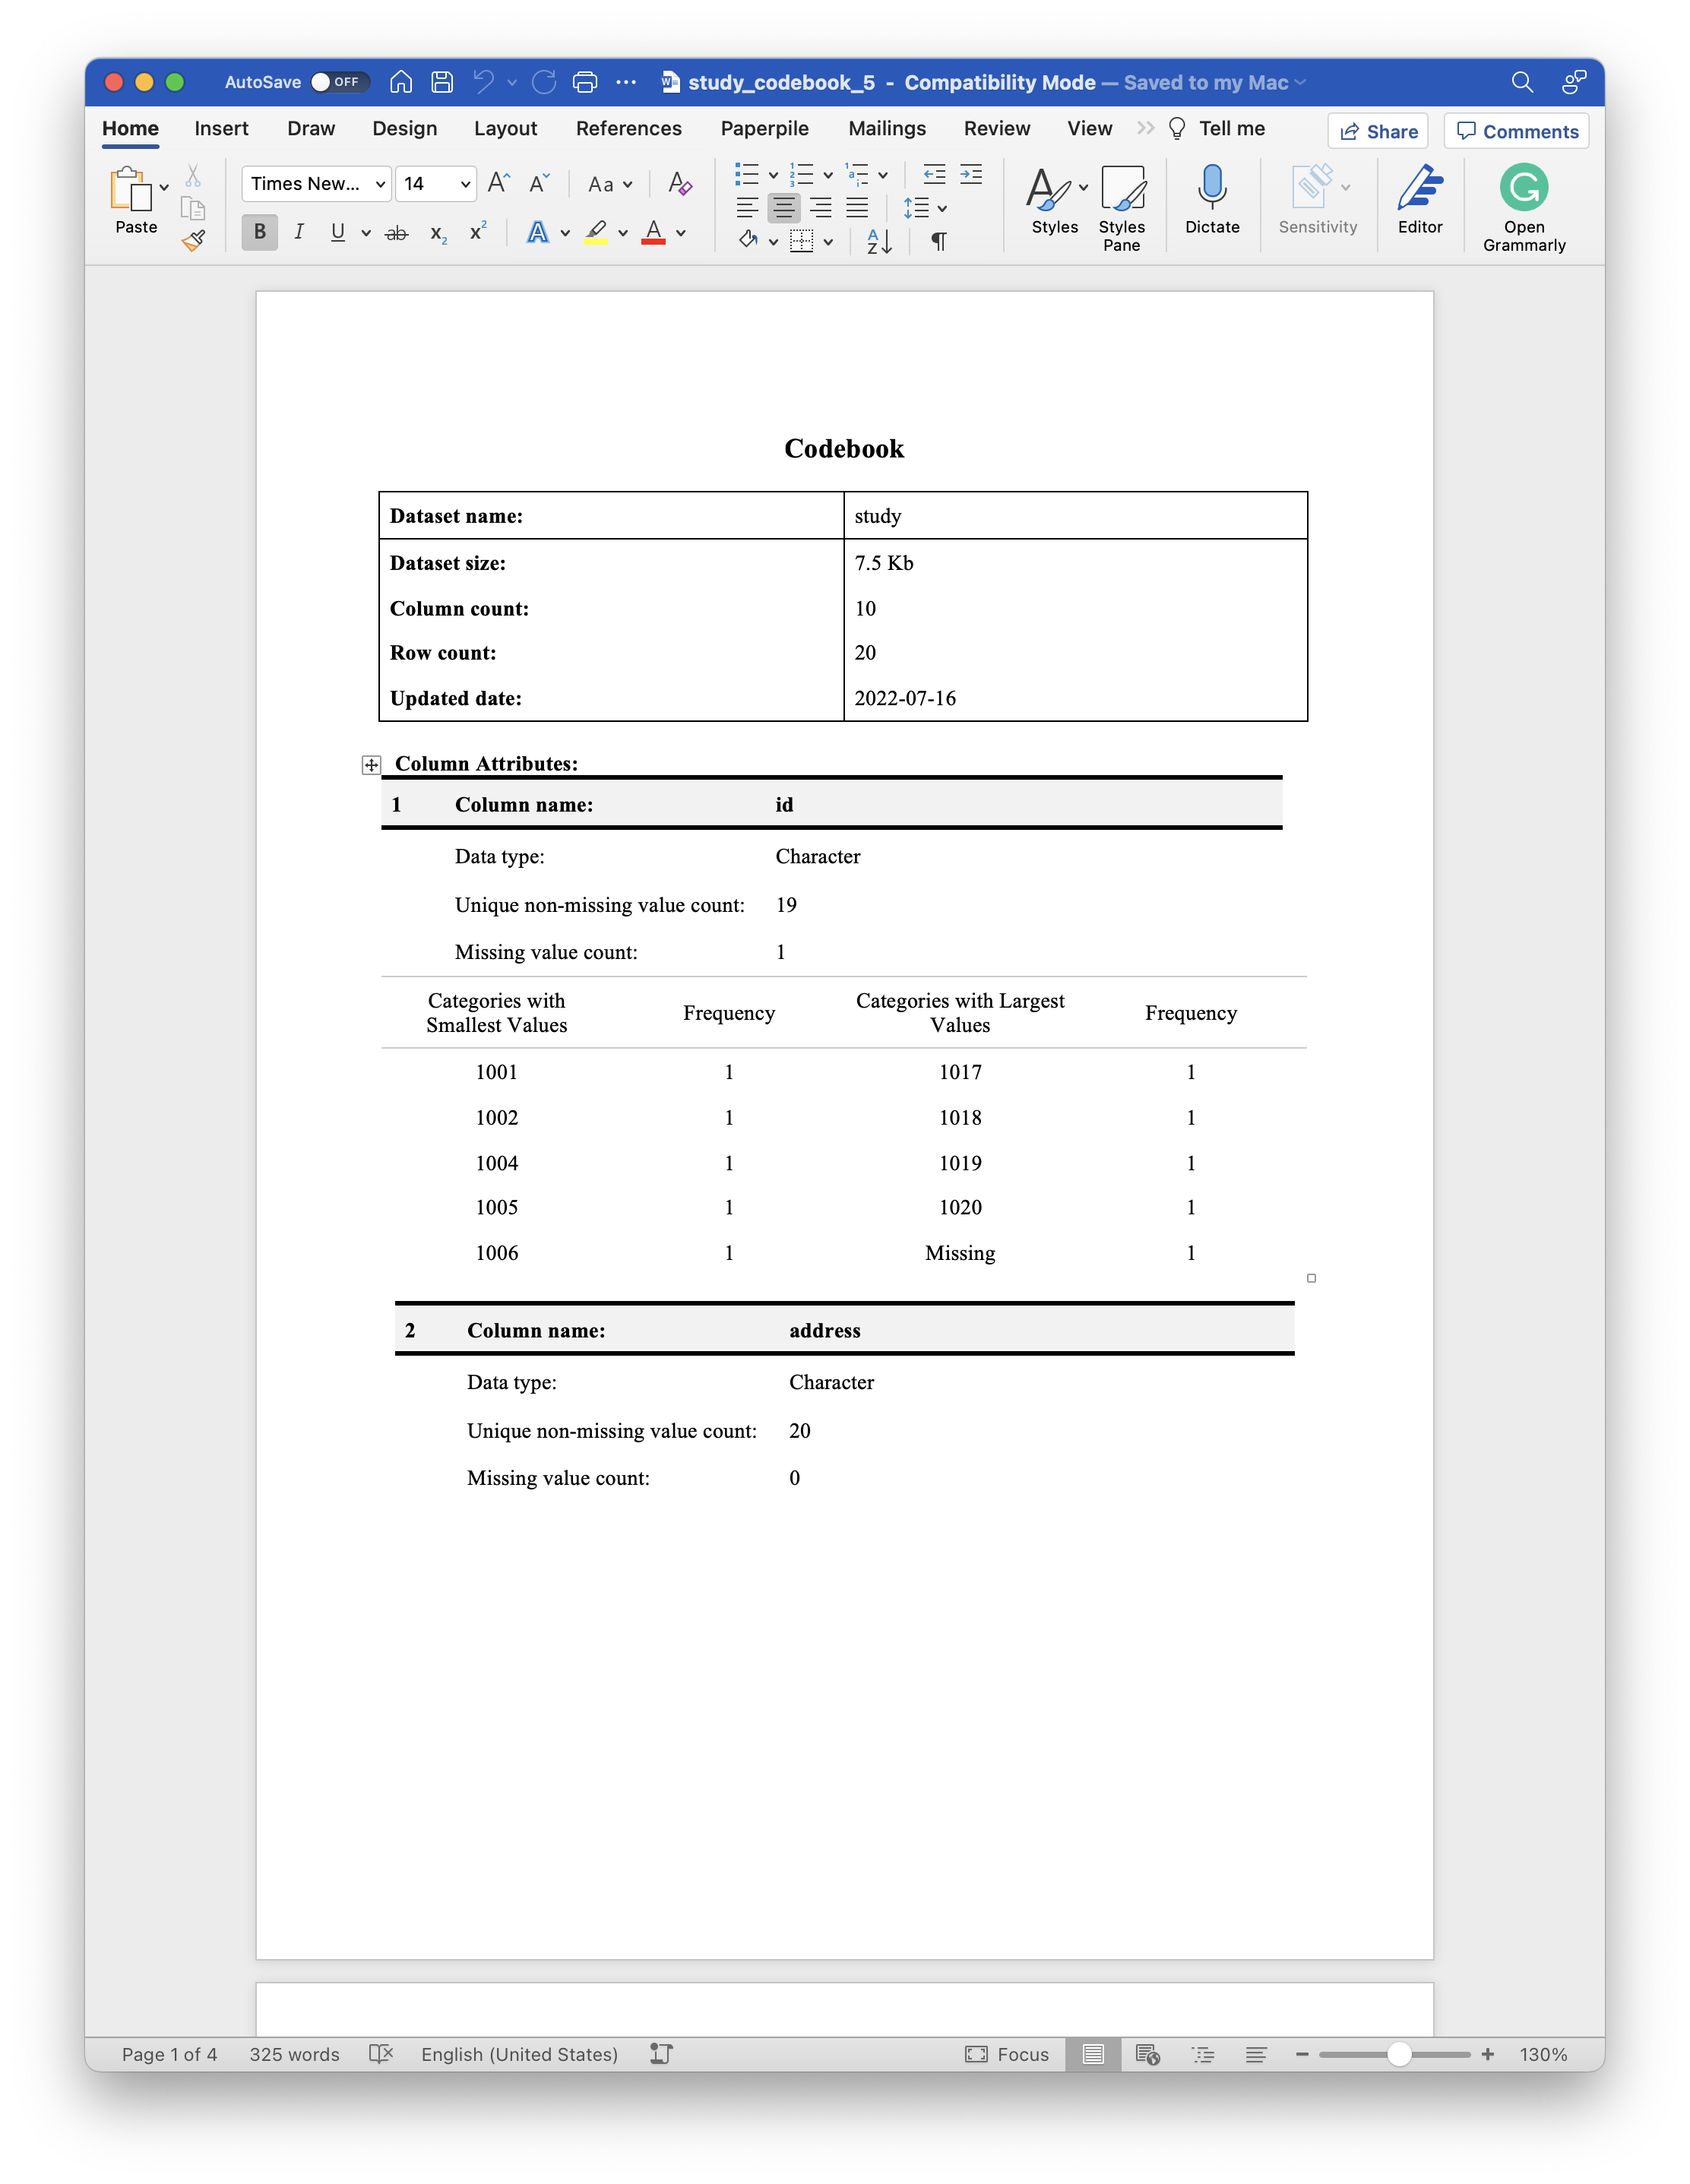 AutoSave OFF study_codebook_5 - Compatibility Mode — Saved to my Mac
Home Insert Draw Design Layout References Paperpile Mailings Review View Tell me Share Comments
Times New... 14 Aa
Paste
Styles Styles Pane Dictate Sensitivity Editor Open Grammarly
Codebook
Dataset name: study
Dataset size: 7.5 Kb
Column count: 10
Row count: 20
Updated date: 2022-07-16
Column Attributes:
1 Column name: id
Data type: Character
Unique non-missing value count: 19
Missing value count: 1
Categories with Smallest Values Frequency Categories with Largest Values Frequency
1001 1 1017 1
1002 1 1018 1
1004 1 1019 1
1005 1 1020 1
1006 1 Missing 1
2 Column name: address
Data type: Character
Unique non-missing value count: 20
Missing value count: 0
Page 1 of 4 325 words English (United States) Focus 130%